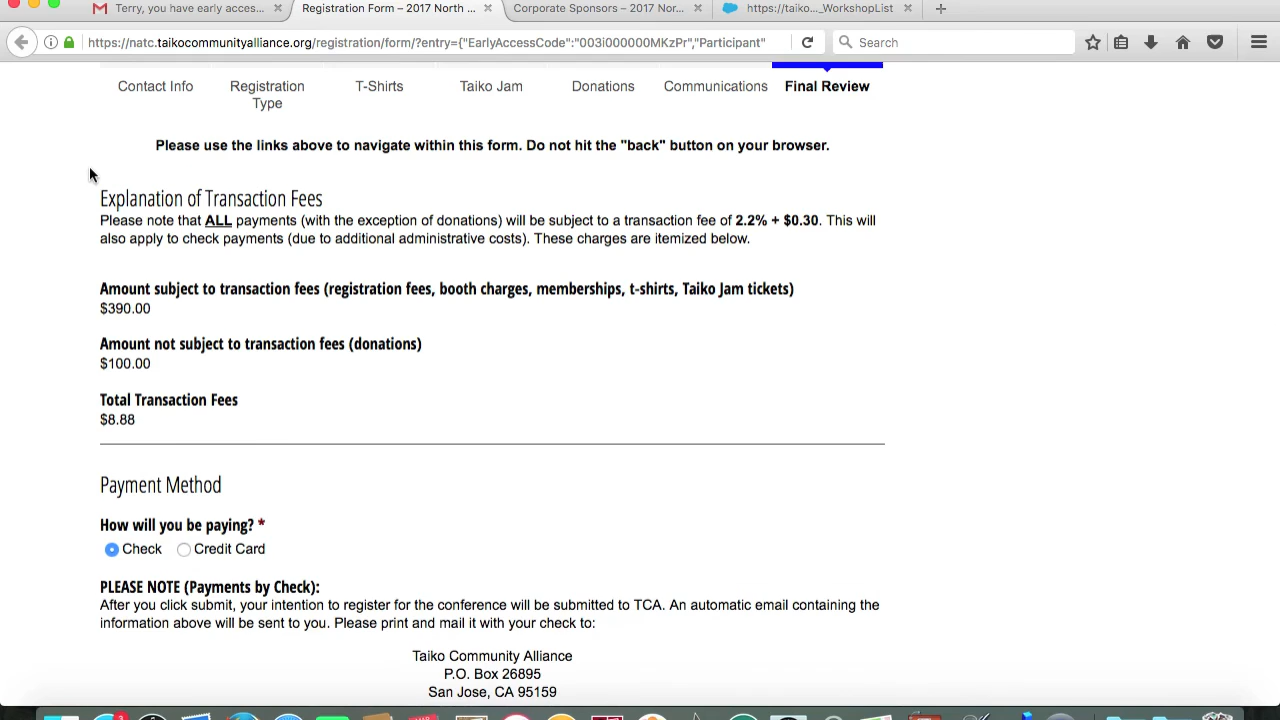 Terry, you have early acces...
Registration Form – 2017 North ...
Corporate Sponsors – 2017 Nor...
https://taiko..._WorkshopList
https://natc.taikocommunityalliance.org/registration/form/?entry={"EarlyAccessCode":"003i000000MKzPr","Participant"
Search
Contact Info
Registration
Type
T-Shirts
Taiko Jam
Donations
Communications
Final Review
Please use the links above to navigate within this form. Do not hit the "back" button on your browser.
Explanation of Transaction Fees
Please note that ALL payments (with the exception of donations) will be subject to a transaction fee of 2.2% + $0.30. This will
also apply to check payments (due to additional administrative costs). These charges are itemized below.
Amount subject to transaction fees (registration fees, booth charges, memberships, t-shirts, Taiko Jam tickets)
$390.00
Amount not subject to transaction fees (donations)
$100.00
Total Transaction Fees
$8.88
Payment Method
How will you be paying? *
Check Credit Card
PLEASE NOTE (Payments by Check):
After you click submit, your intention to register for the conference will be submitted to TCA. An automatic email containing the
information above will be sent to you. Please print and mail it with your check to:
Taiko Community Alliance
P.O. Box 26895
San Jose, CA 95159